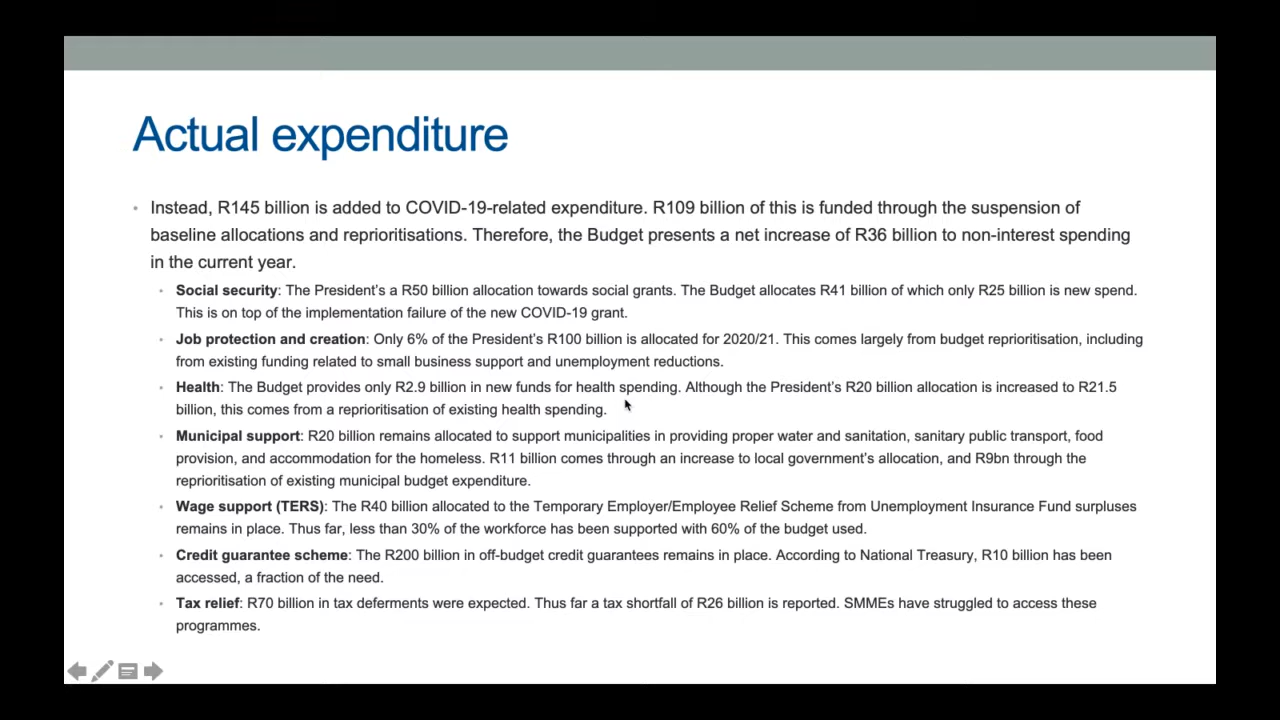 Actual expenditure
• Instead, R145 billion is added to COVID-19-related expenditure. R109 billion of this is funded through the suspension of
baseline allocations and reprioritisations. Therefore, the Budget presents a net increase of R36 billion to non-interest spending
in the current year.
• Social security: The President's a R50 billion allocation towards social grants. The Budget allocates R41 billion of which only R25 billion is new spend.
This is on top of the implementation failure of the new COVID-19 grant.
• Job protection and creation: Only 6% of the President's R100 billion is allocated for 2020/21. This comes largely from budget reprioritisation, including
from existing funding related to small business support and unemployment reductions.
• Health: The Budget provides only R2.9 billion in new funds for health spending. Although the President's R20 billion allocation is increased to R21.5
billion, this comes from a reprioritisation of existing health spending.
• Municipal support: R20 billion remains allocated to support municipalities in providing proper water and sanitation, sanitary public transport, food
provision, and accommodation for the homeless. R11 billion comes through an increase to local government's allocation, and R9bn through the
reprioritisation of existing municipal budget expenditure.
• Wage support (TERS): The R40 billion allocated to the Temporary Employer/Employee Relief Scheme from Unemployment Insurance Fund surpluses
remains in place. Thus far, less than 30% of the workforce has been supported with 60% of the budget used.
• Credit guarantee scheme: The R200 billion in off-budget credit guarantees remains in place. According to National Treasury, R10 billion has been
accessed, a fraction of the need.
• Tax relief: R70 billion in tax deferments were expected. Thus far a tax shortfall of R26 billion is reported. SMMEs have struggled to access these
programmes.